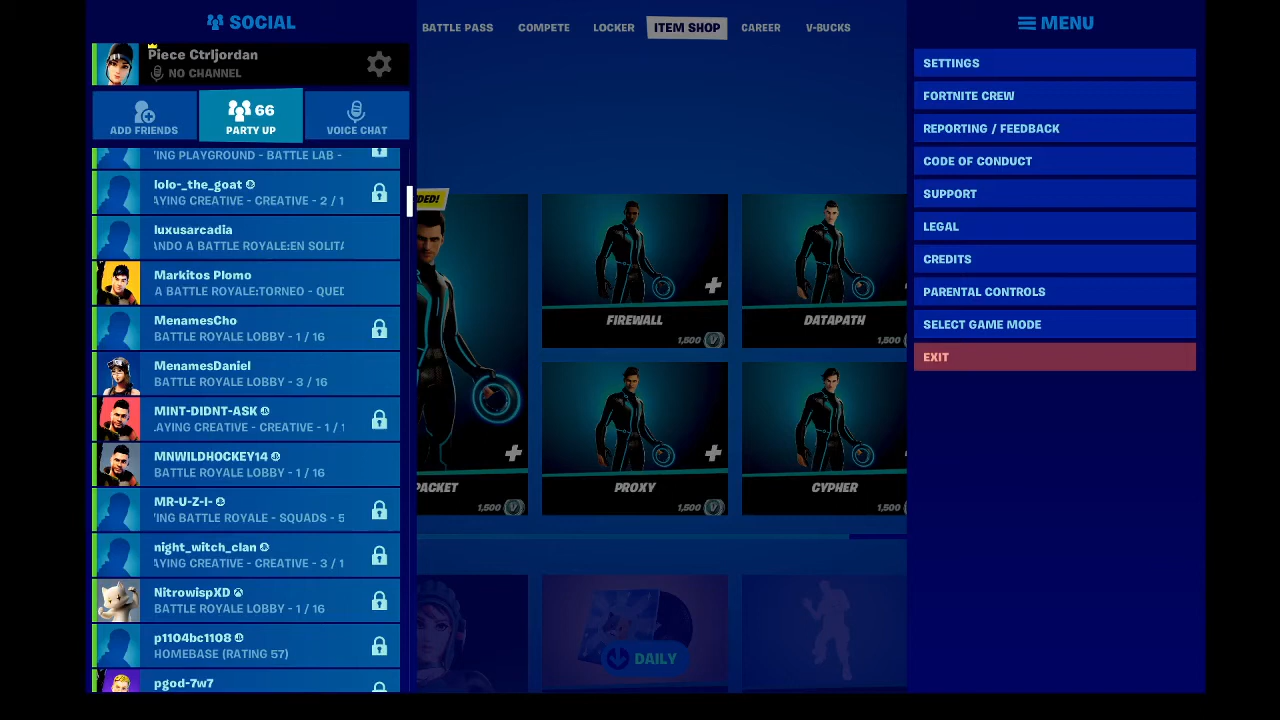 SOCIAL
Piece Ctrljordan
NO CHANNEL
ADD FRIENDS
66
PARTY UP
VOICE CHAT
'ING PLAYGROUND - BATTLE LAB -
lolo-_the_goat
AYING CREATIVE - CREATIVE - 2 / 1
luxusarcadia
ANDO A BATTLE ROYALE:EN SOLITA
Markitos Plomo
A BATTLE ROYALE:TORNEO - QUED
MenamesCho
BATTLE ROYALE LOBBY - 1 / 16
MenamesDaniel
BATTLE ROYALE LOBBY - 3 / 16
MINT-DIDNT-ASK
.AYING CREATIVE - CREATIVE - 1 / 1
MNWILDHOCKEY14
BATTLE ROYALE LOBBY - 1 / 16
MR-U-Z-I-
'ING BATTLE ROYALE - SQUADS - 5
night_witch_clan
AYING CREATIVE - CREATIVE - 3 / 1
NitrowispXD
BATTLE ROYALE LOBBY - 1 / 16
p1104bc1108
HOMEBASE (RATING 57)
pgod-7w7
BATTLE PASS
COMPETE
LOCKER
ITEM SHOP
CAREER
V-BUCKS
DED!
PACKET
1,500
FIREWALL
1,500
DATAPATH
1,500
PROXY
1,500
CYPHER
1,500
DAILY
MENU
SETTINGS
FORTNITE CREW
REPORTING / FEEDBACK
CODE OF CONDUCT
SUPPORT
LEGAL
CREDITS
PARENTAL CONTROLS
SELECT GAME MODE
EXIT